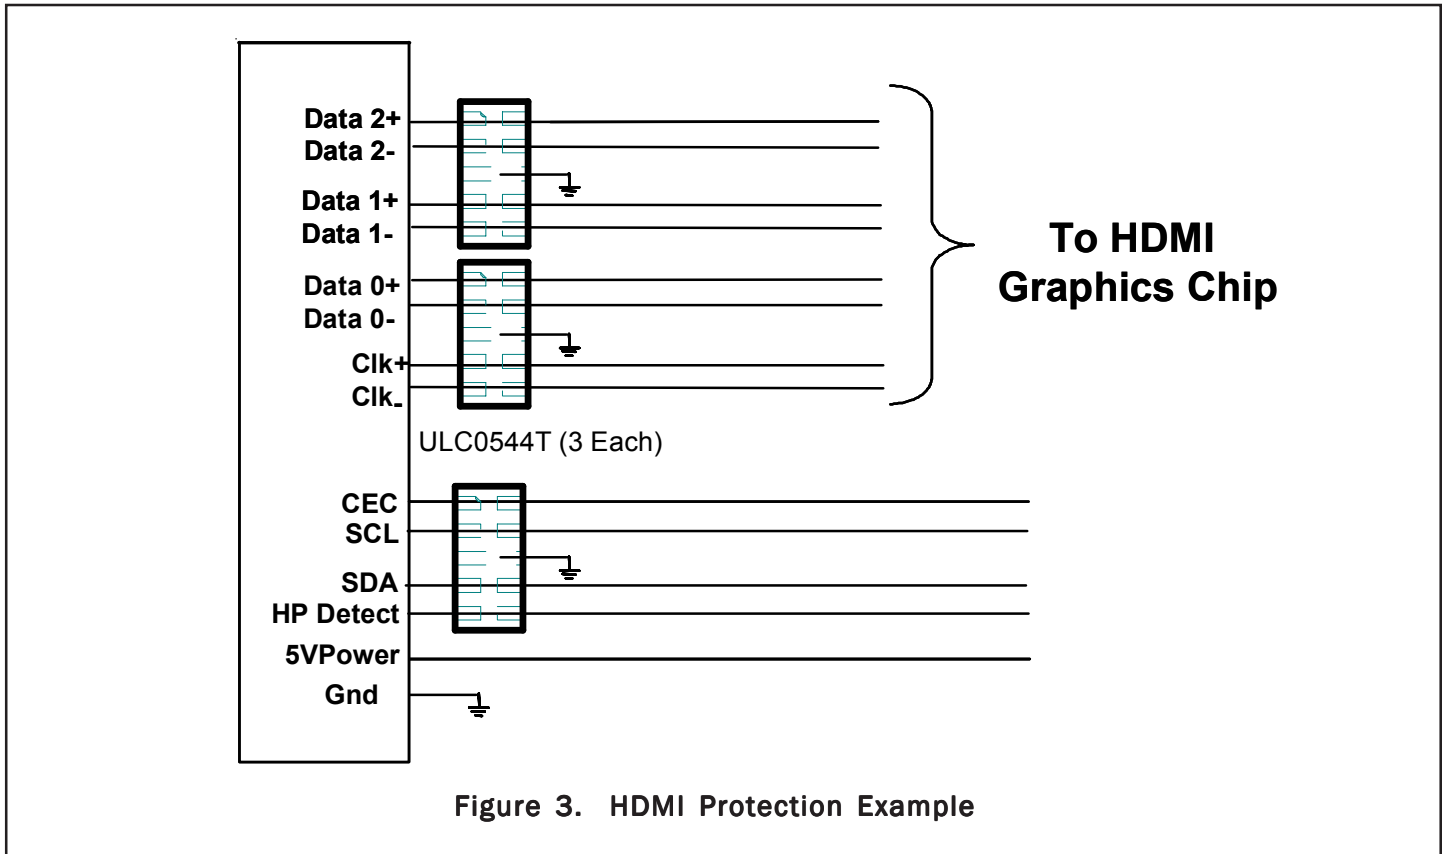 Data 2+
Data 2-
Data 1+
Data 1-
Data 0+
Data 0-
Clk+
Clk-
To HDMI
Graphics Chip
ULC0544T (3 Each)
CEC
SCL
SDA
HP Detect
5VPower
Gnd
Figure 3. HDMI Protection Example